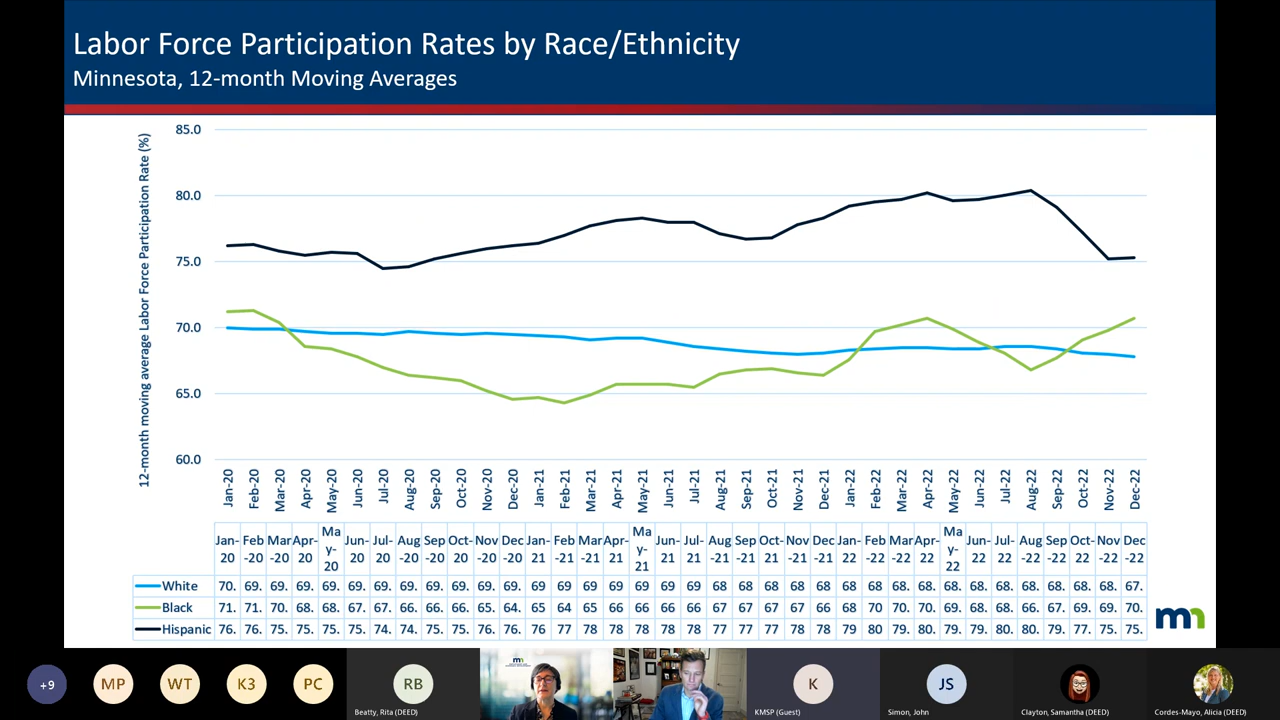 Labor Force Participation Rates by Race/Ethnicity
Minnesota, 12-month Moving Averages
12-month moving average Labor Force Participation Rate (%)
85.0
80.0
75.0
70.0
65.0
60.0
Jan-20 Feb-20 Mar-20 Apr-20 May-20 Jun-20 Jul-20 Aug-20 Sep-20 Oct-20 Nov-20 Dec-20 Jan-21 Feb-21 Mar-21 Apr-21 May-21 Jun-21 Jul-21 Aug-21 Sep-21 Oct-21 Nov-21 Dec-21 Jan-22 Feb-22 Mar-22 Apr-22 May-22 Jun-22 Jul-22 Aug-22 Sep-22 Oct-22 Nov-22 Dec-22
Jan-20 Feb-20 Mar-20 Apr-20 May-20 Jun-20 Jul-20 Aug-20 Sep-20 Oct-20 Nov-20 Dec-20 Jan-21 Feb-21 Mar-21 Apr-21 May-21 Jun-21 Jul-21 Aug-21 Sep-21 Oct-21 Nov-21 Dec-21 Jan-22 Feb-22 Mar-22 Apr-22 May-22 Jun-22 Jul-22 Aug-22 Sep-22 Oct-22 Nov-22 Dec-22
White 70. 69. 69. 69. 69. 69. 69. 69. 69. 69. 69. 69. 69 69 69 69 69 69 69 68 68 68 68 68 68 68 68. 68. 68. 68. 68. 68. 68. 68. 68. 67.
Black 71. 71. 70. 68. 68. 67. 67. 66. 66. 66. 65. 64. 65 64 65 66 66 66 66 67 67 67 67 66 68 70 70. 70. 69. 68. 68. 66. 67. 69. 69. 70.
Hispanic 76. 76. 75. 75. 75. 75. 74. 74. 75. 75. 76. 76. 76 77 78 78 78 78 78 77 77 77 78 78 79 80 79. 80. 79. 79. 80. 80. 79. 77. 75. 75.
mn
+9 MP WT K3 PC RB K JS
Beatty, Rita (DEED) KMSP (Guest) Simon, John Clayton, Samantha (DEED) Cordes-Mayo, Alicia (DEED)